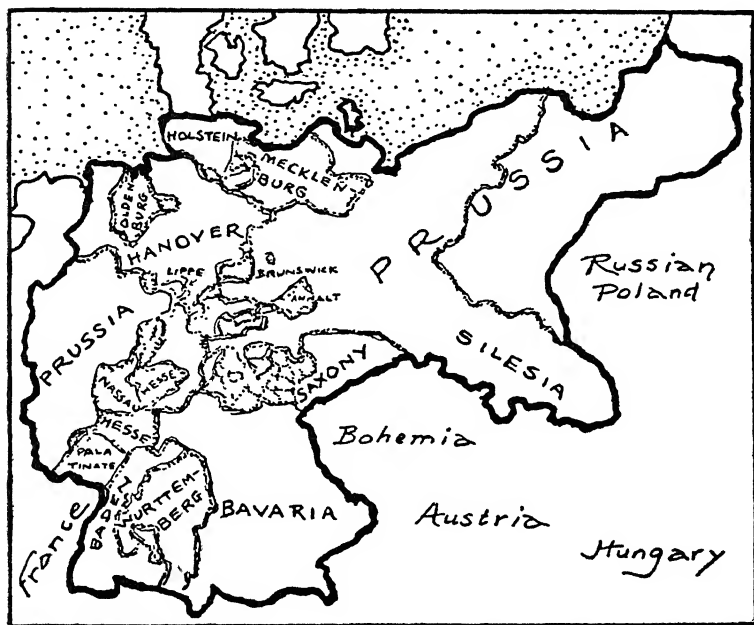 HOLSTEIN
MECKLEN
BURG
OLDEN
BURG
HANOVER
PRUSSIA
LIPPE
BRUNSWICK
ANHALT
Russian
Poland
PRUSSIA
SILESIA
SAXONY
NASSAU
HESSE
HESSE
PALA
TINATE
Bohemia
BADEN
WURTTEM-
BERG
BAVARIA
Austria
France
Hungary